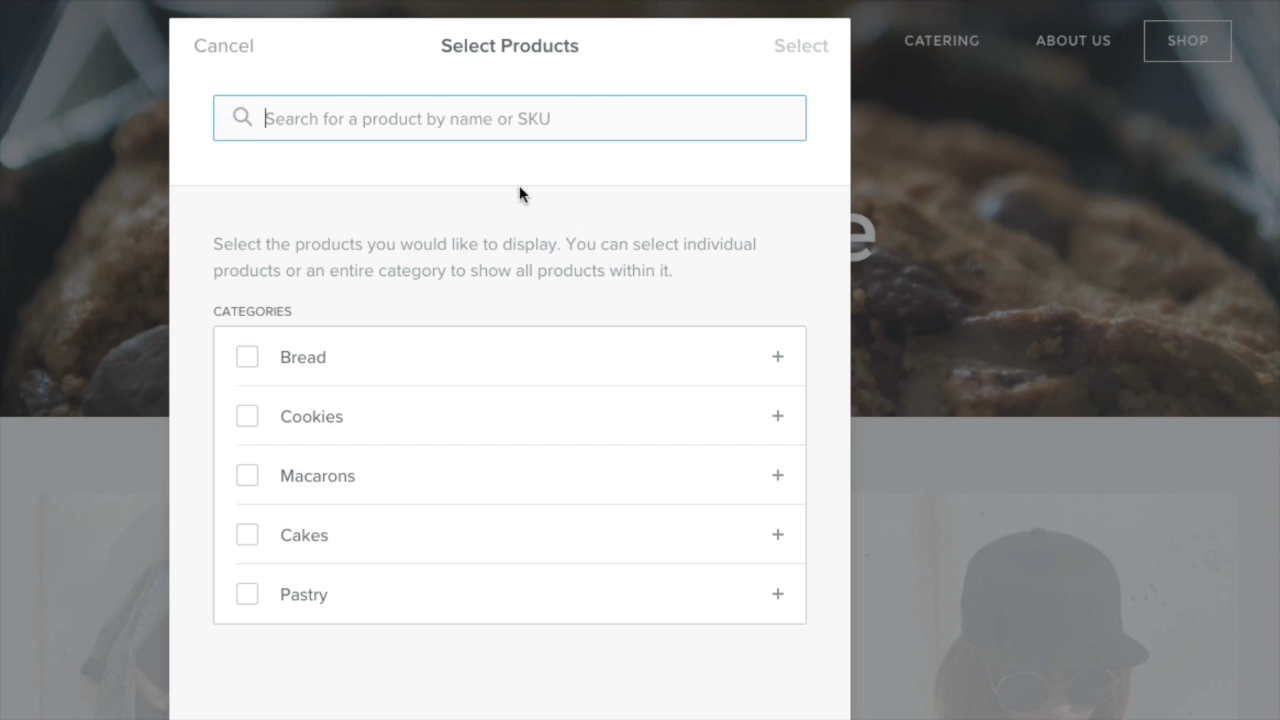 Cancel
Select Products
Select
CATERING
ABOUT US
SHOP
Search for a product by name or SKU
e
Select the products you would like to display. You can select individual
products or an entire category to show all products within it.
CATEGORIES
Bread +
Cookies +
Macarons +
Cakes +
Pastry +